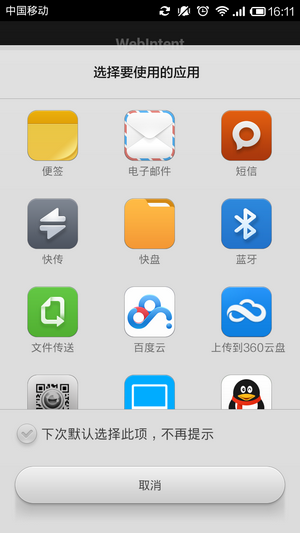 中国移动
16:11
WebIntent
选择要使用的应用
便签
电子邮件
短信
快传
快盘
蓝牙
文件传送
百度云
上传到360云盘
下次默认选择此项，不再提示
取消